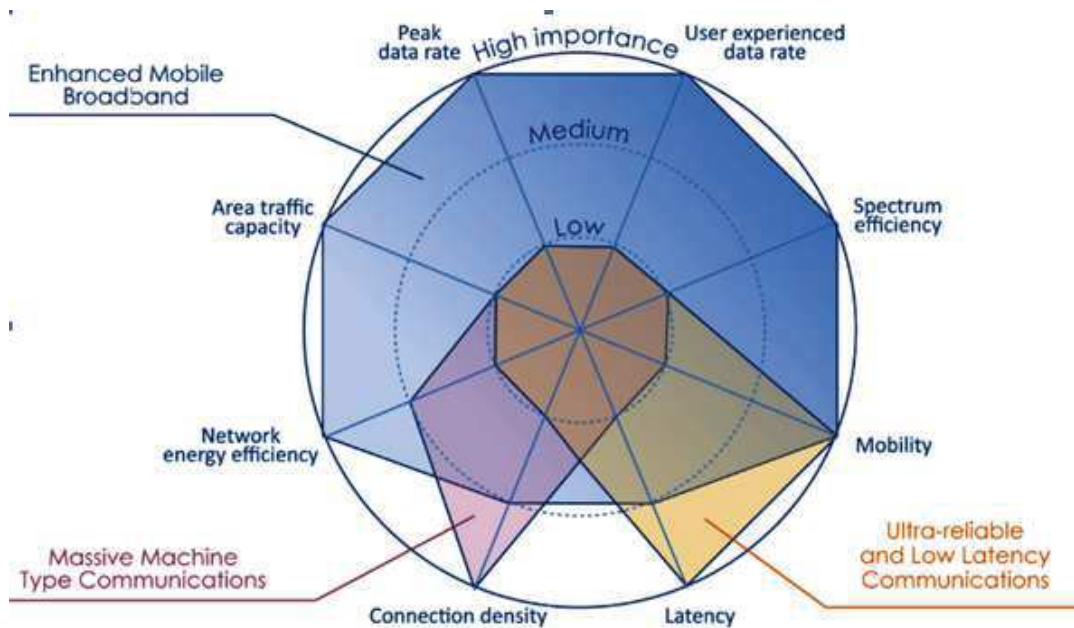 Peak
data rate
High importance
User experienced
data rate
Enhanced Mobile
Broadband
Medium
Area traffic
capacity
Low
Spectrum
efficiency
Network
energy efficiency
Mobility
Massive Machine
Type Communications
Ultra-reliable
and Low Latency
Communications
Connection density
Latency